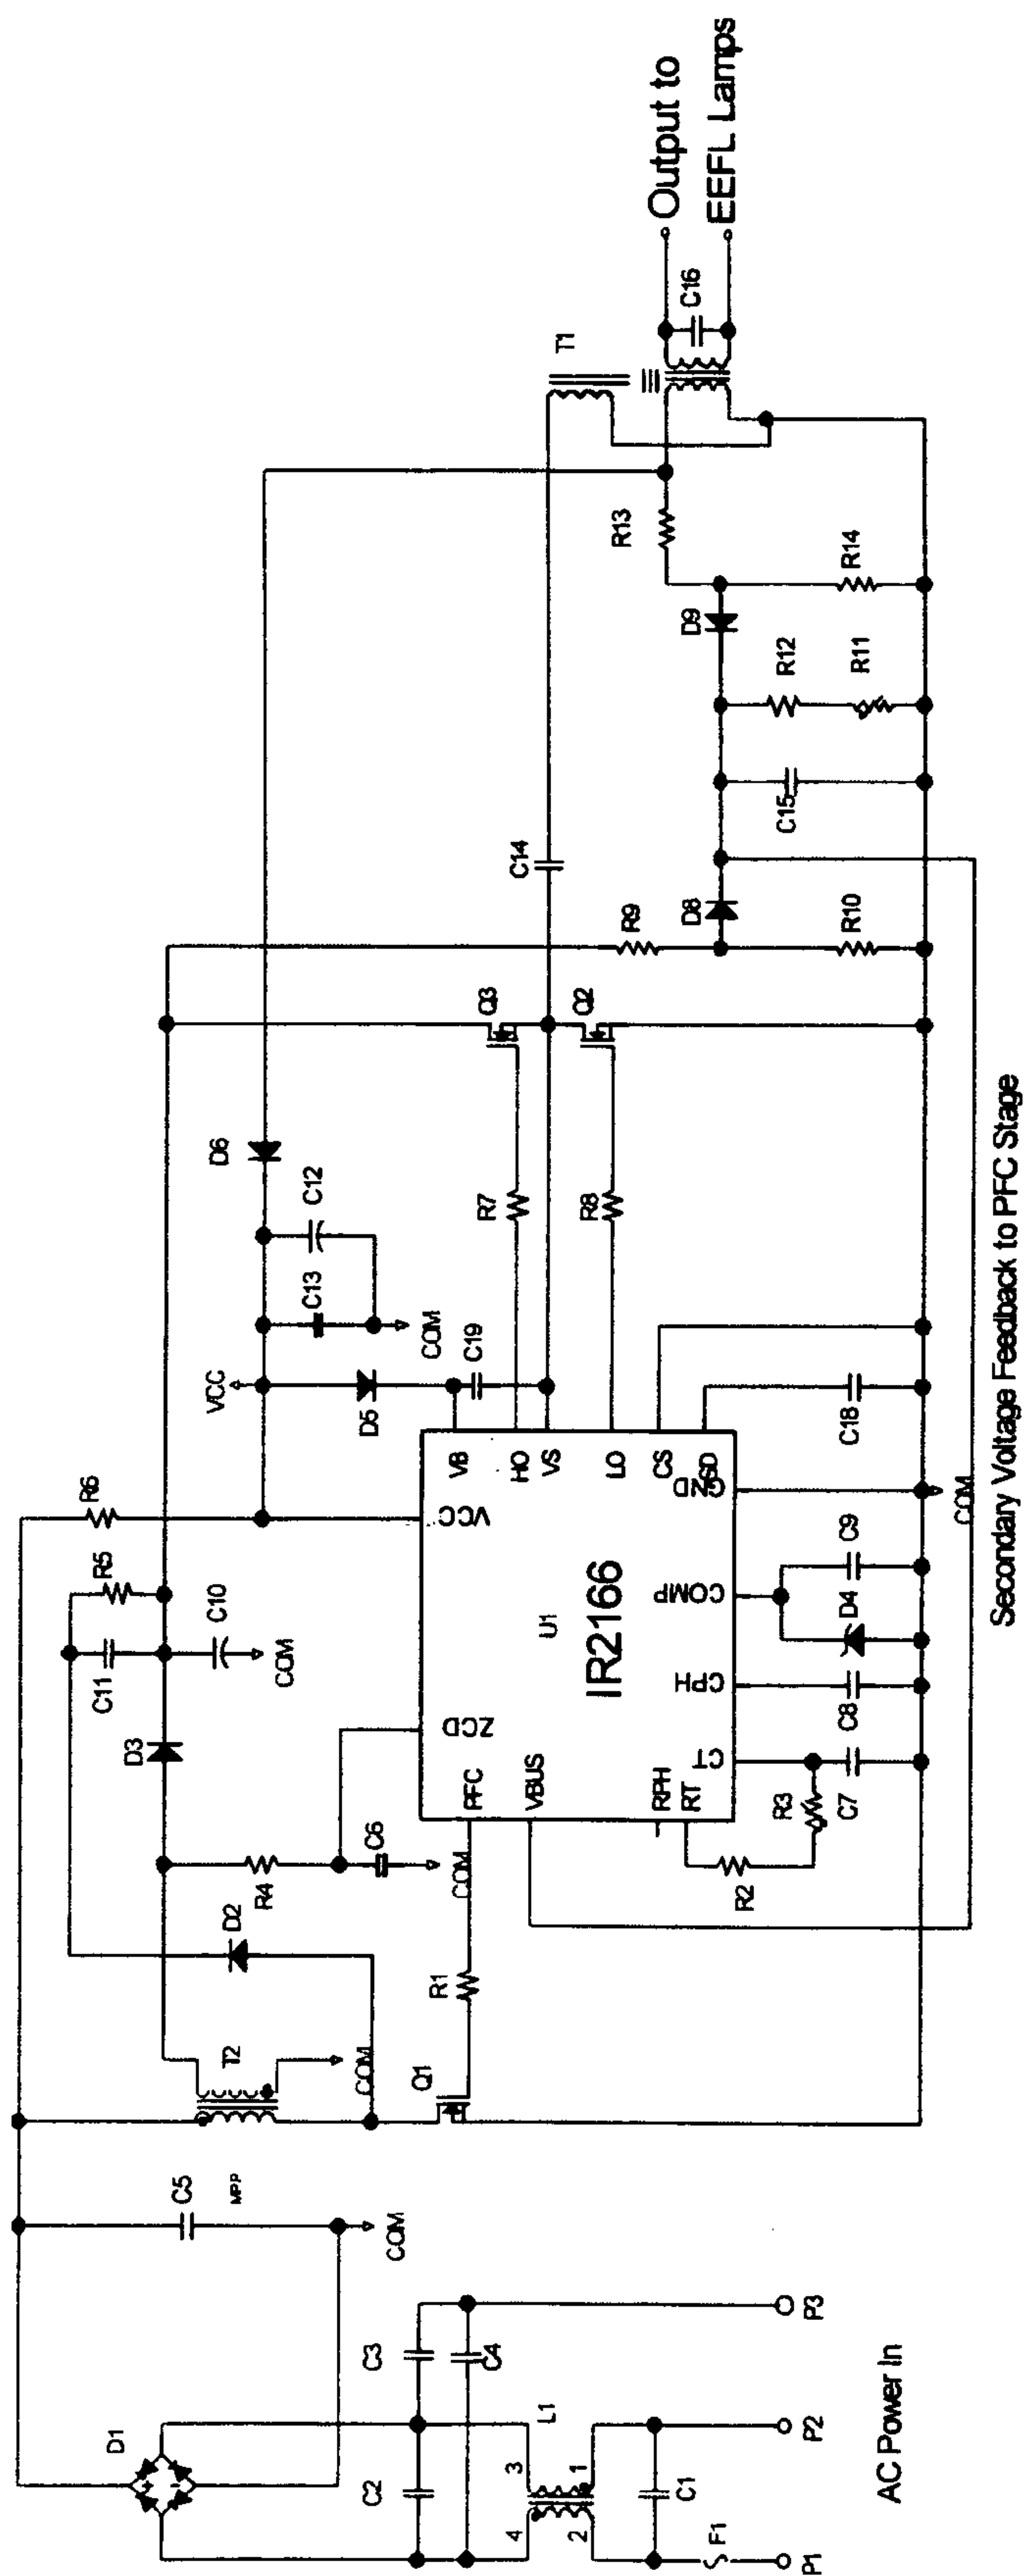 D1
C2
C3
C4
L1
4
3
2
1
C1
F1
P1
P2
P3
AC Power In
C5
MPP
COM
T2
COM
D2
Q1
R1
R4
C6
COM
D3
C11
R5
C10
COM
R6
VCC
D5
C13
C12
COM
D6
C19
U1
IR2166
PFC
VBUS
RPH
RT
ZCD
VCC
VB
HO
VS
LO
CS
SD
CT
CPH
COMP
GND
R2
R3
C7
C8
D4
C9
COM
C18
R7
R8
Q3
Q2
R9
D8
R10
C14
C15
R12
R11
D9
R13
R14
T1
C16
Output to
EEFL Lamps
Secondary Voltage Feedback to PFC Stage